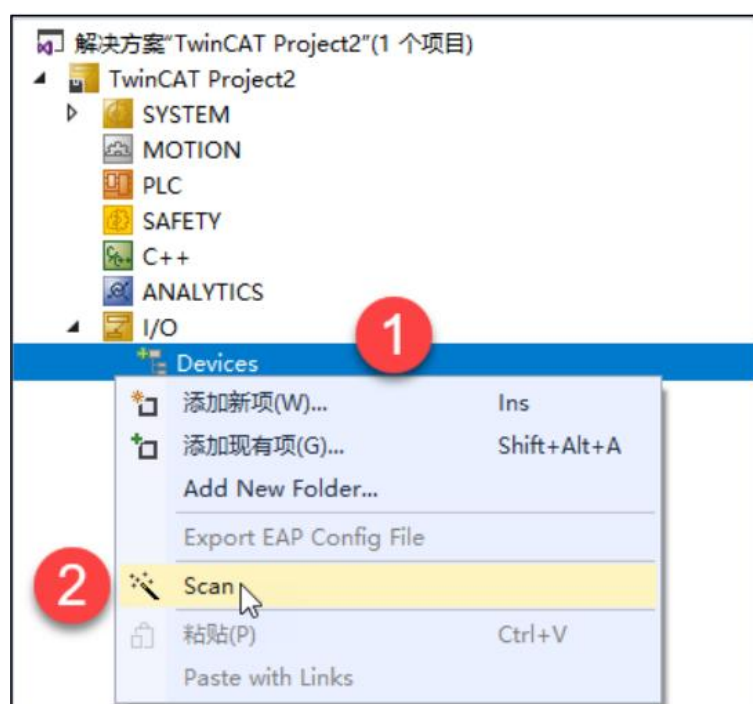 解决方案"TwinCAT Project2"(1 个项目)
TwinCAT Project2
SYSTEM
MOTION
PLC
SAFETY
C++
ANALYTICS
I/O
1
Devices
添加新项(W)... Ins
添加现有项(G)... Shift+Alt+A
Add New Folder...
Export EAP Config File
2 Scan
粘贴(P) Ctrl+V
Paste with Links